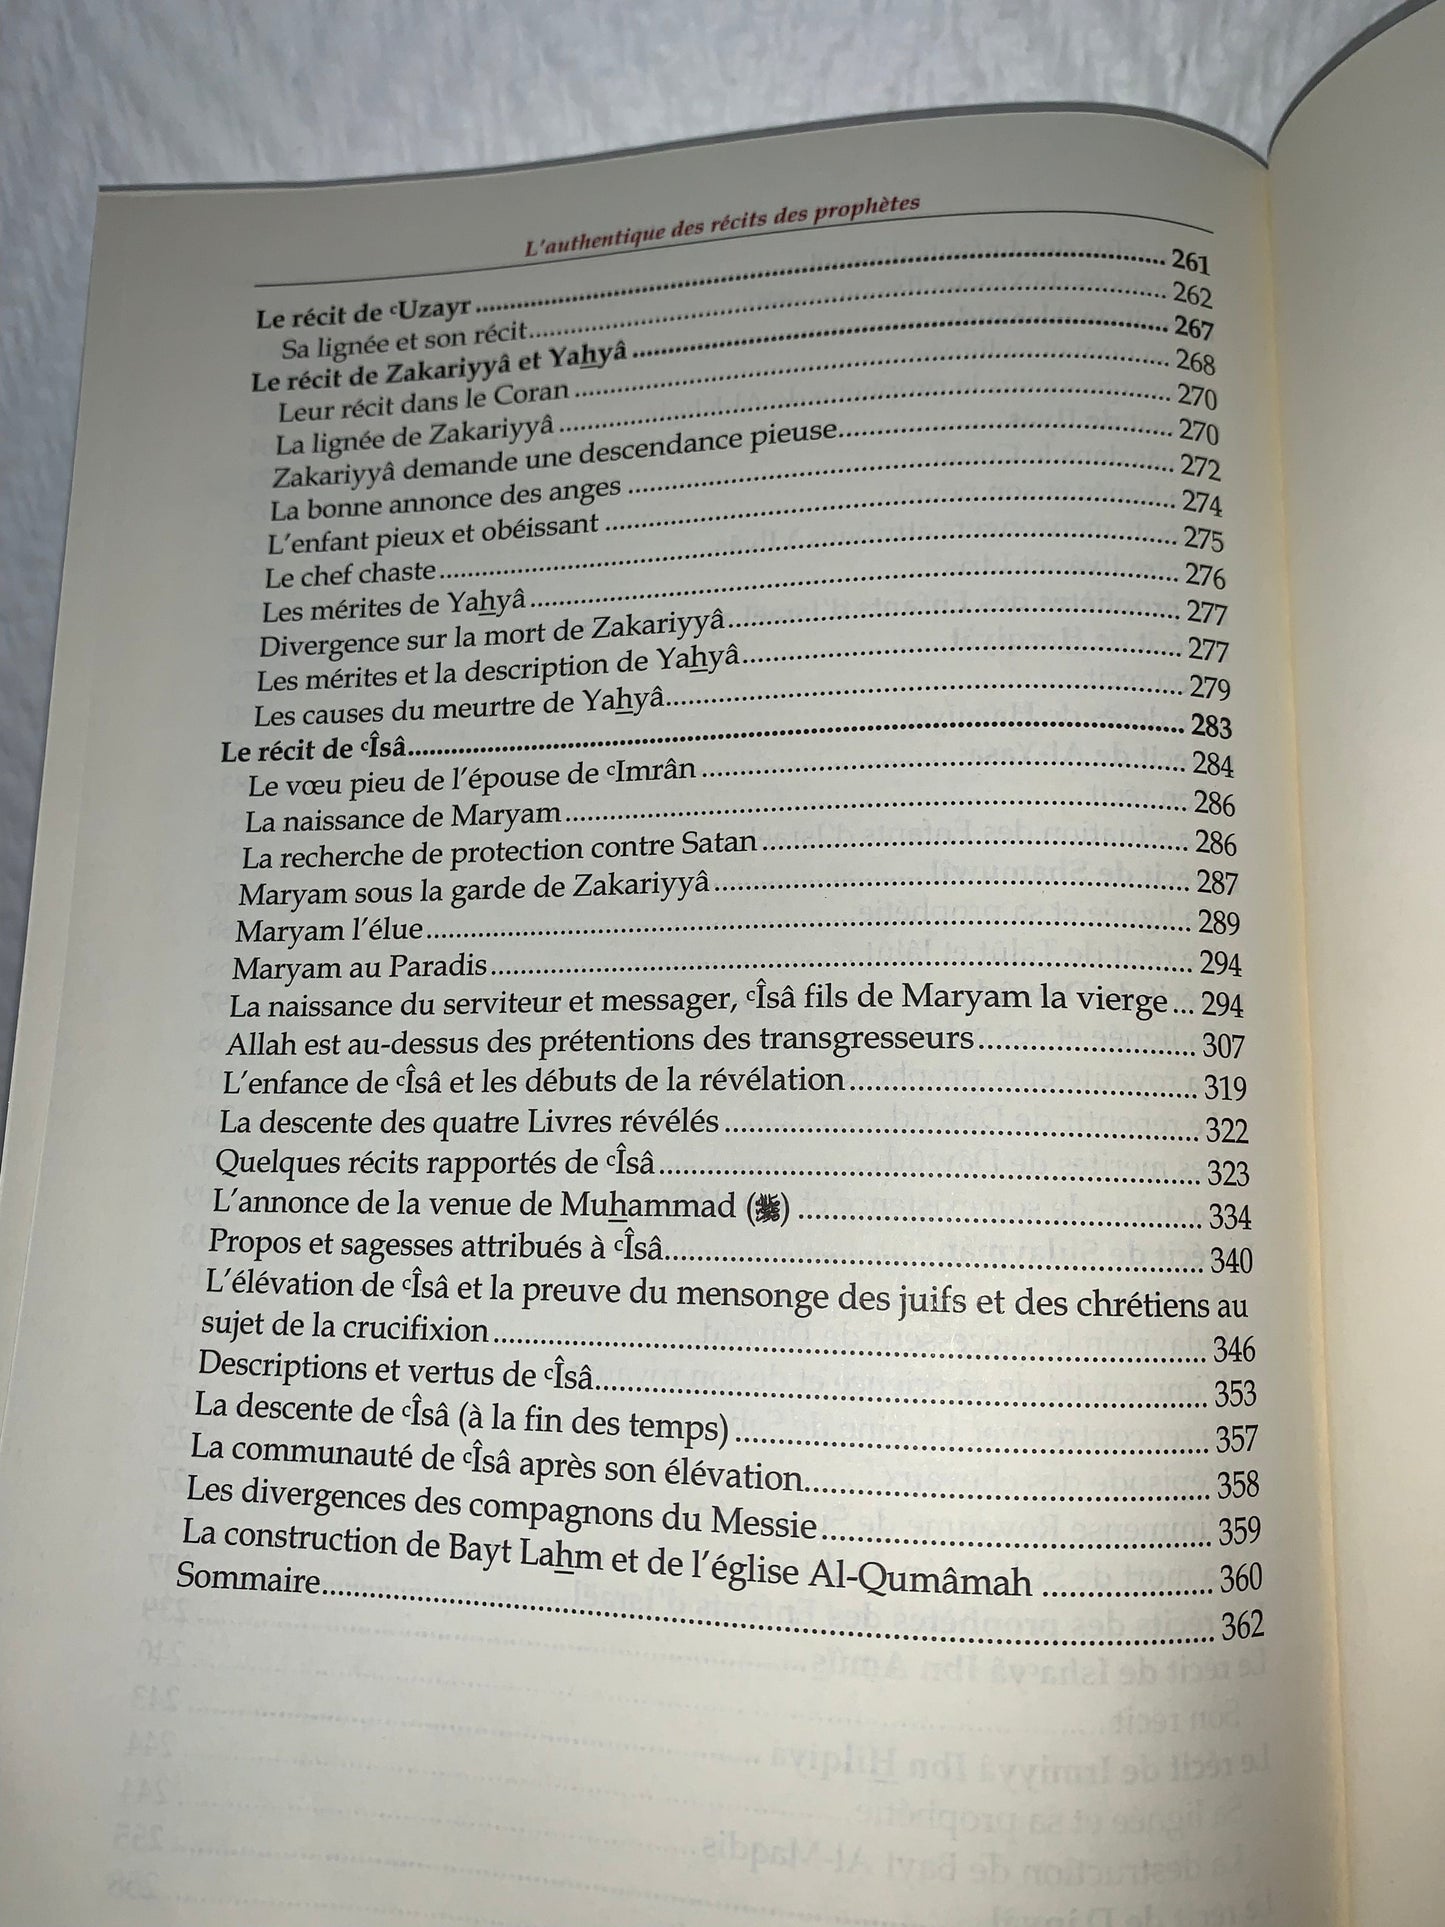 L'authentique des récits des prophètes
Le récit de ᶜUzayr ........ 261
Sa lignée et son récit ........ 262
Le récit de Zakariyyâ et Yaẖyâ ........ 267
Leur récit dans le Coran ........ 268
La lignée de Zakariyyâ ........ 270
Zakariyyâ demande une descendance pieuse ........ 270
La bonne annonce des anges ........ 272
L'enfant pieux et obéissant ........ 274
Le chef chaste ........ 275
Les mérites de Yaẖyâ ........ 276
Divergence sur la mort de Zakariyyâ ........ 277
Les mérites et la description de Yaẖyâ ........ 277
Les causes du meurtre de Yaẖyâ ........ 279
Le récit de ᶜÎsâ ........ 283
Le vœu pieu de l'épouse de ᶜImrân ........ 284
La naissance de Maryam ........ 286
La recherche de protection contre Satan ........ 286
Maryam sous la garde de Zakariyyâ ........ 287
Maryam l'élue ........ 289
Maryam au Paradis ........ 294
La naissance du serviteur et messager, ᶜÎsâ fils de Maryam la vierge ... 294
Allah est au-dessus des prétentions des transgresseurs ........ 307
L'enfance de ᶜÎsâ et les débuts de la révélation ........ 319
La descente des quatre Livres révélés ........ 322
Quelques récits rapportés de ᶜÎsâ ........ 323
L'annonce de la venue de Muẖammad (ﷺ) ........ 334
Propos et sagesses attribués à ᶜÎsâ ........ 340
L'élévation de ᶜÎsâ et la preuve du mensonge des juifs et des chrétiens au
sujet de la crucifixion ........ 346
Descriptions et vertus de ᶜÎsâ ........ 353
La descente de ᶜÎsâ (à la fin des temps) ........ 357
La communauté de ᶜÎsâ après son élévation ........ 358
Les divergences des compagnons du Messie ........ 359
La construction de Bayt Laẖm et de l'église Al-Qumâmah ........ 360
Sommaire ........ 362